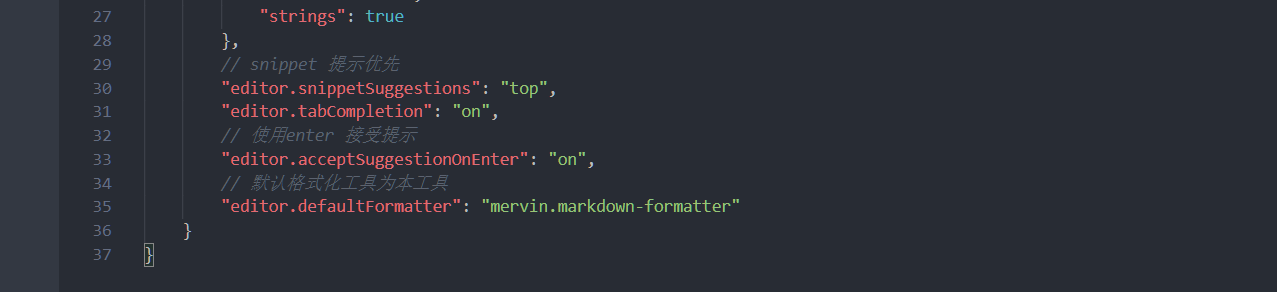 27 "strings": true
28 },
29 // snippet 提示优先
30 "editor.snippetSuggestions": "top",
31 "editor.tabCompletion": "on",
32 // 使用enter 接受提示
33 "editor.acceptSuggestionOnEnter": "on",
34 // 默认格式化工具为本工具
35 "editor.defaultFormatter": "mervin.markdown-formatter"
36 }
37 }